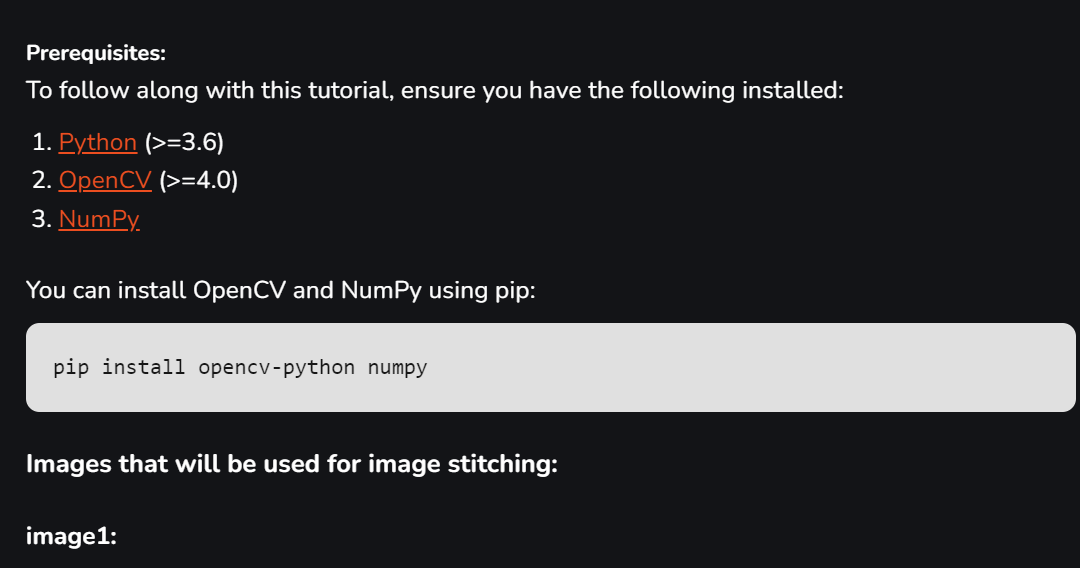 Prerequisites:
To follow along with this tutorial, ensure you have the following installed:
1. Python (>=3.6)
2. OpenCV (>=4.0)
3. NumPy
You can install OpenCV and NumPy using pip:
pip install opencv-python numpy
Images that will be used for image stitching:
image1: